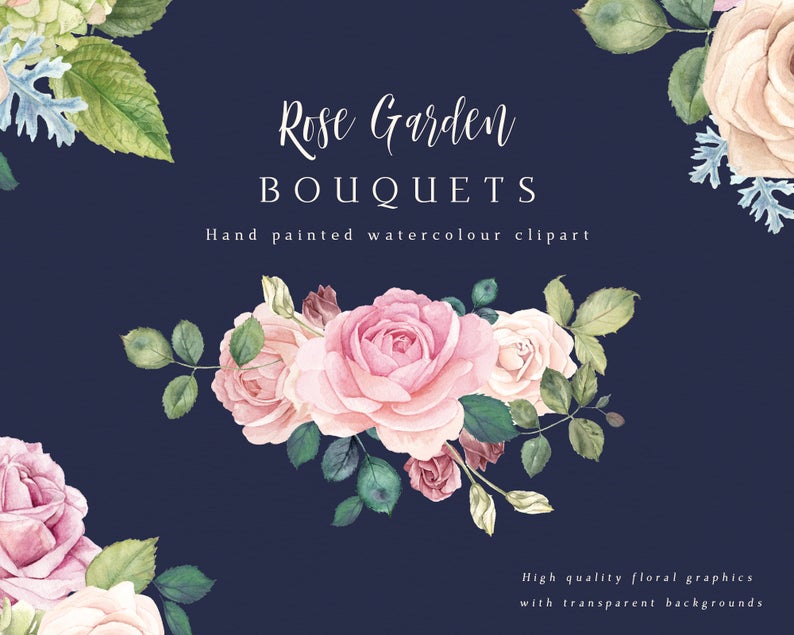 Rose Garden
BOUQUETS
Hand painted watercolour clipart
High quality floral graphics
with transparent backgrounds